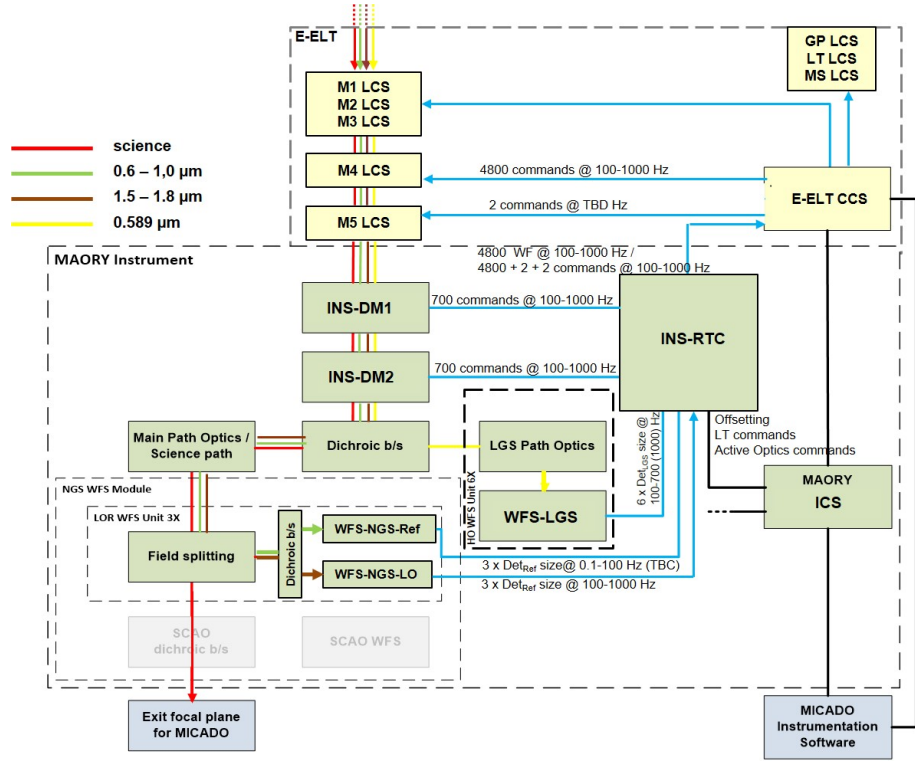 E-ELT
GP LCS
LT LCS
MS LCS
M1 LCS
M2 LCS
M3 LCS
science
0.6 – 1,0 µm
1.5 – 1.8 µm
0.589 µm
M4 LCS
4800 commands @ 100-1000 Hz
E-ELT CCS
M5 LCS
2 commands @ TBD Hz
MAORY Instrument
4800 WF @ 100-1000 Hz /
4800 + 2 + 2 commands @ 100-1000 Hz
INS-DM1
700 commands @ 100-1000 Hz
INS-RTC
INS-DM2
700 commands @ 100-1000 Hz
Main Path Optics /
Science path
Dichroic b/s
LGS Path Optics
HO WFS Unit 6X
WFS-LGS
6 x DetLGS size @
100-700 (1000) Hz
Offsetting
LT commands
Active Optics commands
MAORY
ICS
NGS WFS Module
LOR WFS Unit 3X
Field splitting
Dichroic b/s
WFS-NGS-Ref
WFS-NGS-LO
3 x DetRef size@ 0.1-100 Hz (TBC)
3 x DetRef size @ 100-1000Hz
SCAO
dichroic b/s
SCAO WFS
Exit focal plane
for MICADO
MICADO
Instrumentation
Software